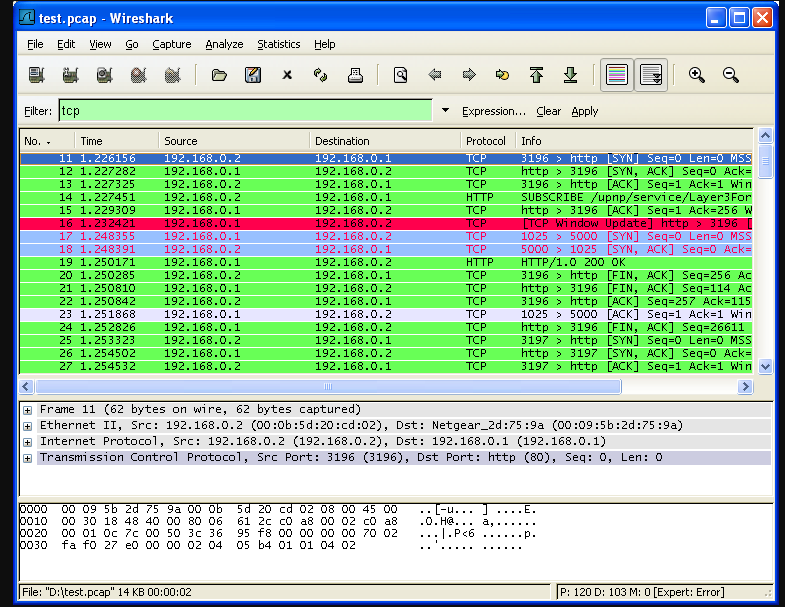 test.pcap - Wireshark
File Edit View Go Capture Analyze Statistics Help
Filter: tcp Expression... Clear Apply
No. Time Source Destination Protocol Info
11 1.226156 192.168.0.2 192.168.0.1 TCP 3196 > http [SYN] Seq=0 Len=0 MSS
12 1.227282 192.168.0.1 192.168.0.2 TCP http > 3196 [SYN, ACK] Seq=0 Ack=
13 1.227325 192.168.0.2 192.168.0.1 TCP 3196 > http [ACK] Seq=1 Ack=1 Win
14 1.227451 192.168.0.2 192.168.0.1 HTTP SUBSCRIBE /upnp/service/Layer3For
15 1.229309 192.168.0.1 192.168.0.2 TCP http > 3196 [ACK] Seq=1 Ack=256 W
16 1.232421 192.168.0.1 192.168.0.2 TCP [TCP Window Update] http > 3196 [
17 1.248355 192.168.0.1 192.168.0.2 TCP 1025 > 5000 [SYN] Seq=0 Len=0 MSS
18 1.248391 192.168.0.2 192.168.0.1 TCP 5000 > 1025 [SYN, ACK] Seq=0 Ack=
19 1.250171 192.168.0.1 192.168.0.2 HTTP HTTP/1.0 200 OK
20 1.250285 192.168.0.2 192.168.0.1 TCP 3196 > http [FIN, ACK] Seq=256 Ac
21 1.250810 192.168.0.1 192.168.0.2 TCP http > 3196 [FIN, ACK] Seq=114 Ac
22 1.250842 192.168.0.2 192.168.0.1 TCP 3196 > http [ACK] Seq=257 Ack=115
23 1.251868 192.168.0.1 192.168.0.2 TCP 1025 > 5000 [ACK] Seq=1 Ack=1 Win
24 1.252826 192.168.0.1 192.168.0.2 TCP http > 3196 [FIN, ACK] Seq=26611
25 1.253323 192.168.0.2 192.168.0.1 TCP 3197 > http [SYN] Seq=0 Len=0 MSS
26 1.254502 192.168.0.1 192.168.0.2 TCP http > 3197 [SYN, ACK] Seq=0 Ack=
27 1.254532 192.168.0.2 192.168.0.1 TCP 3197 > http [ACK] Seq=1 Ack=1 Win
Frame 11 (62 bytes on wire, 62 bytes captured)
Ethernet II, Src: 192.168.0.2 (00:0b:5d:20:cd:02), Dst: Netgear_2d:75:9a (00:09:5b:2d:75:9a)
Internet Protocol, Src: 192.168.0.2 (192.168.0.2), Dst: 192.168.0.1 (192.168.0.1)
Transmission Control Protocol, Src Port: 3196 (3196), Dst Port: http (80), Seq: 0, Len: 0
0000 00 09 5b 2d 75 9a 00 0b 5d 20 cd 02 08 00 45 00 ..[-u... ] ....E.
0010 00 30 18 48 40 00 80 06 61 2c c0 a8 00 02 c0 a8 .0.H@... a,......
0020 00 01 0c 7c 00 50 3c 36 95 f8 00 00 00 00 70 02 ...|.P<6 ......p.
0030 fa f0 27 e0 00 00 02 04 05 b4 01 01 04 02 ..'..... ......
File: "D:\test.pcap" 14 KB 00:00:02 P: 120 D: 103 M: 0 [Expert: Error]